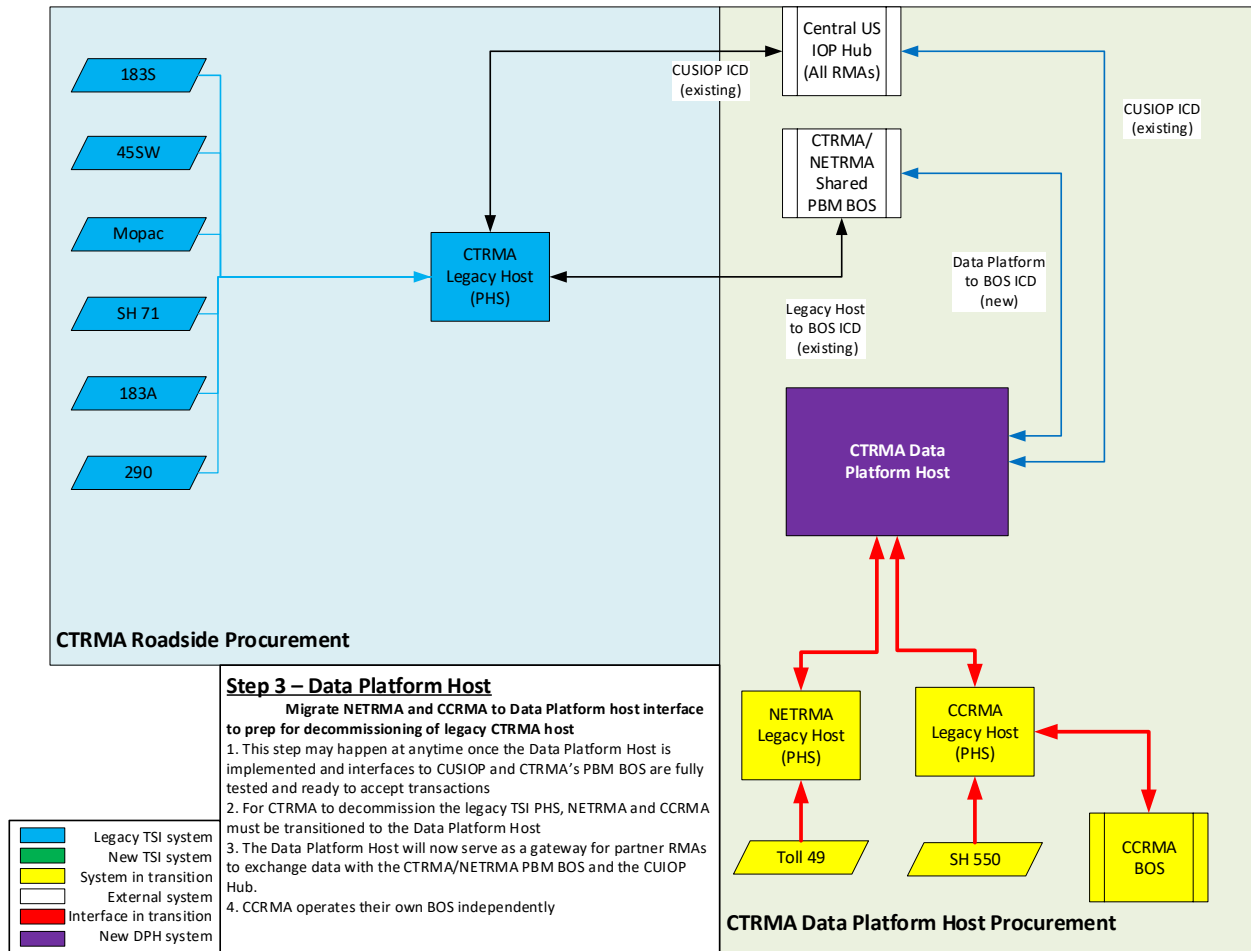 183S
45SW
Mopac
SH 71
183A
290
CTRMA
Legacy Host
(PHS)
CUSIOP ICD
(existing)
Central US
IOP Hub
(All RMAs)
CTRMA/
NETRMA
Shared
PBM BOS
CUSIOP ICD
(existing)
Data Platform
to BOS ICD
(new)
Legacy Host
to BOS ICD
(existing)
CTRMA Data
Platform Host
NETRMA
Legacy Host
(PHS)
CCRMA
Legacy Host
(PHS)
Toll 49
SH 550
CCRMA
BOS
CTRMA Roadside Procurement
CTRMA Data Platform Host Procurement
Step 3 – Data Platform Host
Migrate NETRMA and CCRMA to Data Platform host interface
to prep for decommissioning of legacy CTRMA host
1. This step may happen at anytime once the Data Platform Host is
implemented and interfaces to CUSIOP and CTRMA's PBM BOS are fully
tested and ready to accept transactions
2. For CTRMA to decommission the legacy TSI PHS, NETRMA and CCRMA
must be transitioned to the Data Platform Host
3. The Data Platform Host will now serve as a gateway for partner RMAs
to exchange data with the CTRMA/NETRMA PBM BOS and the CUIOP
Hub.
4. CCRMA operates their own BOS independently
Legacy TSI system
New TSI system
System in transition
External system
Interface in transition
New DPH system